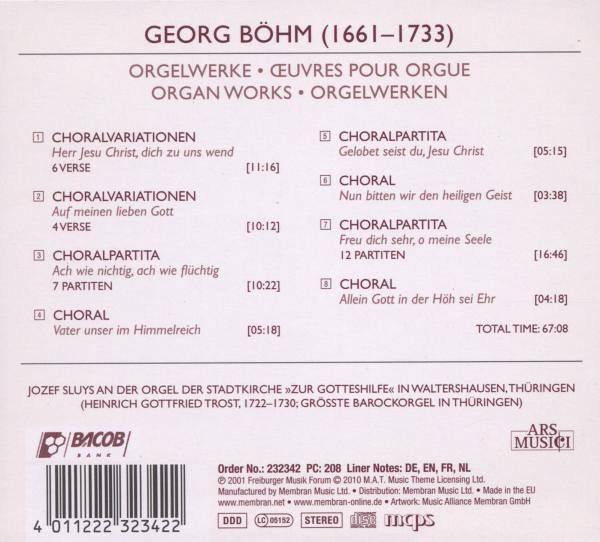 GEORG BÖHM (1661–1733)
ORGELWERKE • ŒUVRES POUR ORGUE
ORGAN WORKS • ORGELWERKEN
1 CHORALVARIATIONEN
Herr Jesu Christ, dich zu uns wend
6 VERSE [11:16]
2 CHORALVARIATIONEN
Auf meinen lieben Gott
4 VERSE [10:12]
3 CHORALPARTITA
Ach wie nichtig, ach wie flüchtig
7 PARTITEN [10:22]
4 CHORAL
Vater unser im Himmelreich [05:18]
5 CHORALPARTITA
Gelobet seist du, Jesu Christ [05:15]
6 CHORAL
Nun bitten wir den heiligen Geist [03:38]
7 CHORALPARTITA
Freu dich sehr, o meine Seele
12 PARTITEN [16:46]
8 CHORAL
Allein Gott in der Höh sei Ehr [04:18]
TOTAL TIME: 67:08
JOZEF SLUYS AN DER ORGEL DER STADTKIRCHE »ZUR GOTTESHILFE« IN WALTERSHAUSEN, THÜRINGEN
(HEINRICH GOTTFRIED TROST, 1722–1730; GRÖSSTE BAROCKORGEL IN THÜRINGEN)
BACOB
BANK
ARS
MUSICI
4 011222 323422
Order No.: 232342 PC: 208 Liner Notes: DE, EN, FR, NL
℗ 2001 Freiburger Musik Forum © 2010 M.A.T. Music Theme Licensing Ltd.
Manufactured by Membran Music Ltd. • Distribution: Membran Music Ltd. • Made in the EU
www.membran.net • www.membran-online.de • Artwork: Music Alliance Membran GmbH
DDD LC 05152 STEREO COMPACT disc DIGITAL AUDIO mcps